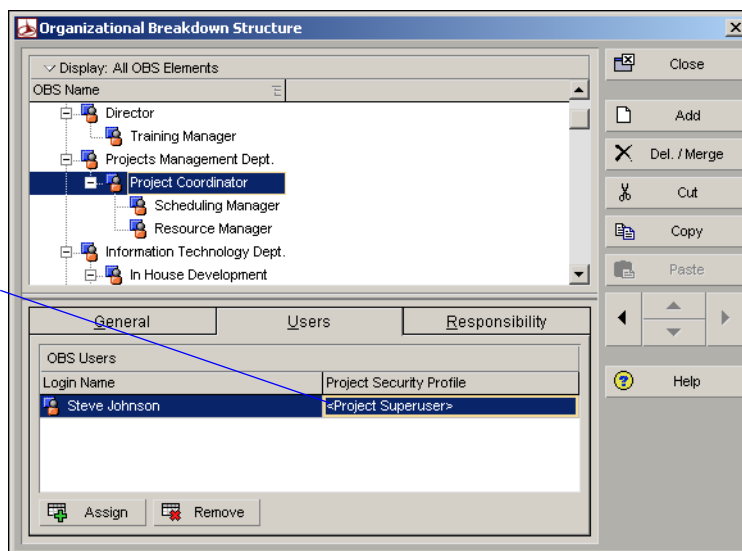 Organizational Breakdown Structure
Display: All OBS Elements
OBS Name
Director
Training Manager
Projects Management Dept.
Project Coordinator
Scheduling Manager
Resource Manager
Information Technology Dept.
In House Development
General Users Responsibility
OBS Users
Login Name Project Security Profile
Steve Johnson <Project Superuser>
Assign Remove
Close
Add
Del. / Merge
Cut
Copy
Paste
Help